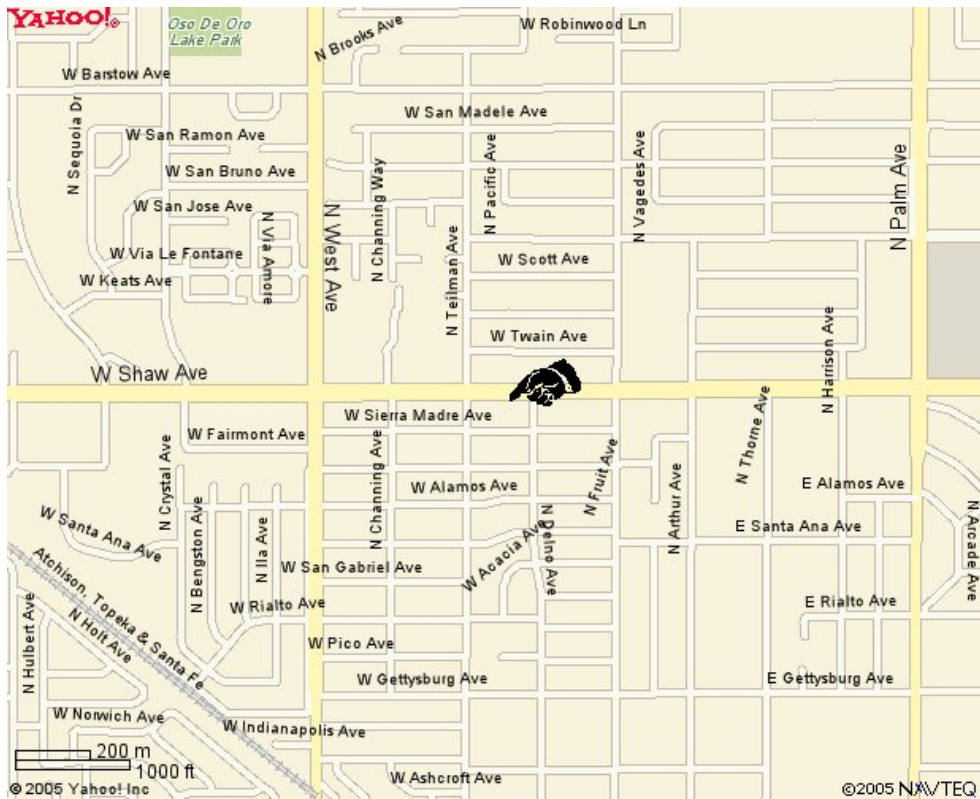 YAHOO!®
Oso De Oro
Lake Park
N Brooks Ave
W Robinwood Ln
W Barstow Ave
N Sequoia Dr
W San Madele Ave
W San Ramon Ave
W San Bruno Ave
N Channing Way
N Pacific Ave
N Vagedes Ave
N Palm Ave
W San Jose Ave
N West Ave
N Via Amore
W Via Le Fontane
W Keats Ave
N Teilman Ave
W Scott Ave
W Twain Ave
N Harrison Ave
W Shaw Ave
W Sierra Madre Ave
W Fairmont Ave
N Crystal Ave
N Channing Ave
N Fruit Ave
N Thorne Ave
W Alamos Ave
E Alamos Ave
N Arthur Ave
W Santa Ana Ave
N Bengston Ave
N Ila Ave
N Delno Ave
E Santa Ana Ave
N Arcade Ave
W Acacia Ave
W San Gabriel Ave
Atchison, Topeka & Santa Fe
N Hulbert Ave
N Holt Ave
W Rialto Ave
E Rialto Ave
W Pico Ave
W Gettysburg Ave
E Gettysburg Ave
W Norwich Ave
W Indianapolis Ave
200 m
1000 ft
W Ashcroft Ave
© 2005 Yahoo! Inc
©2005 NAVTEQ